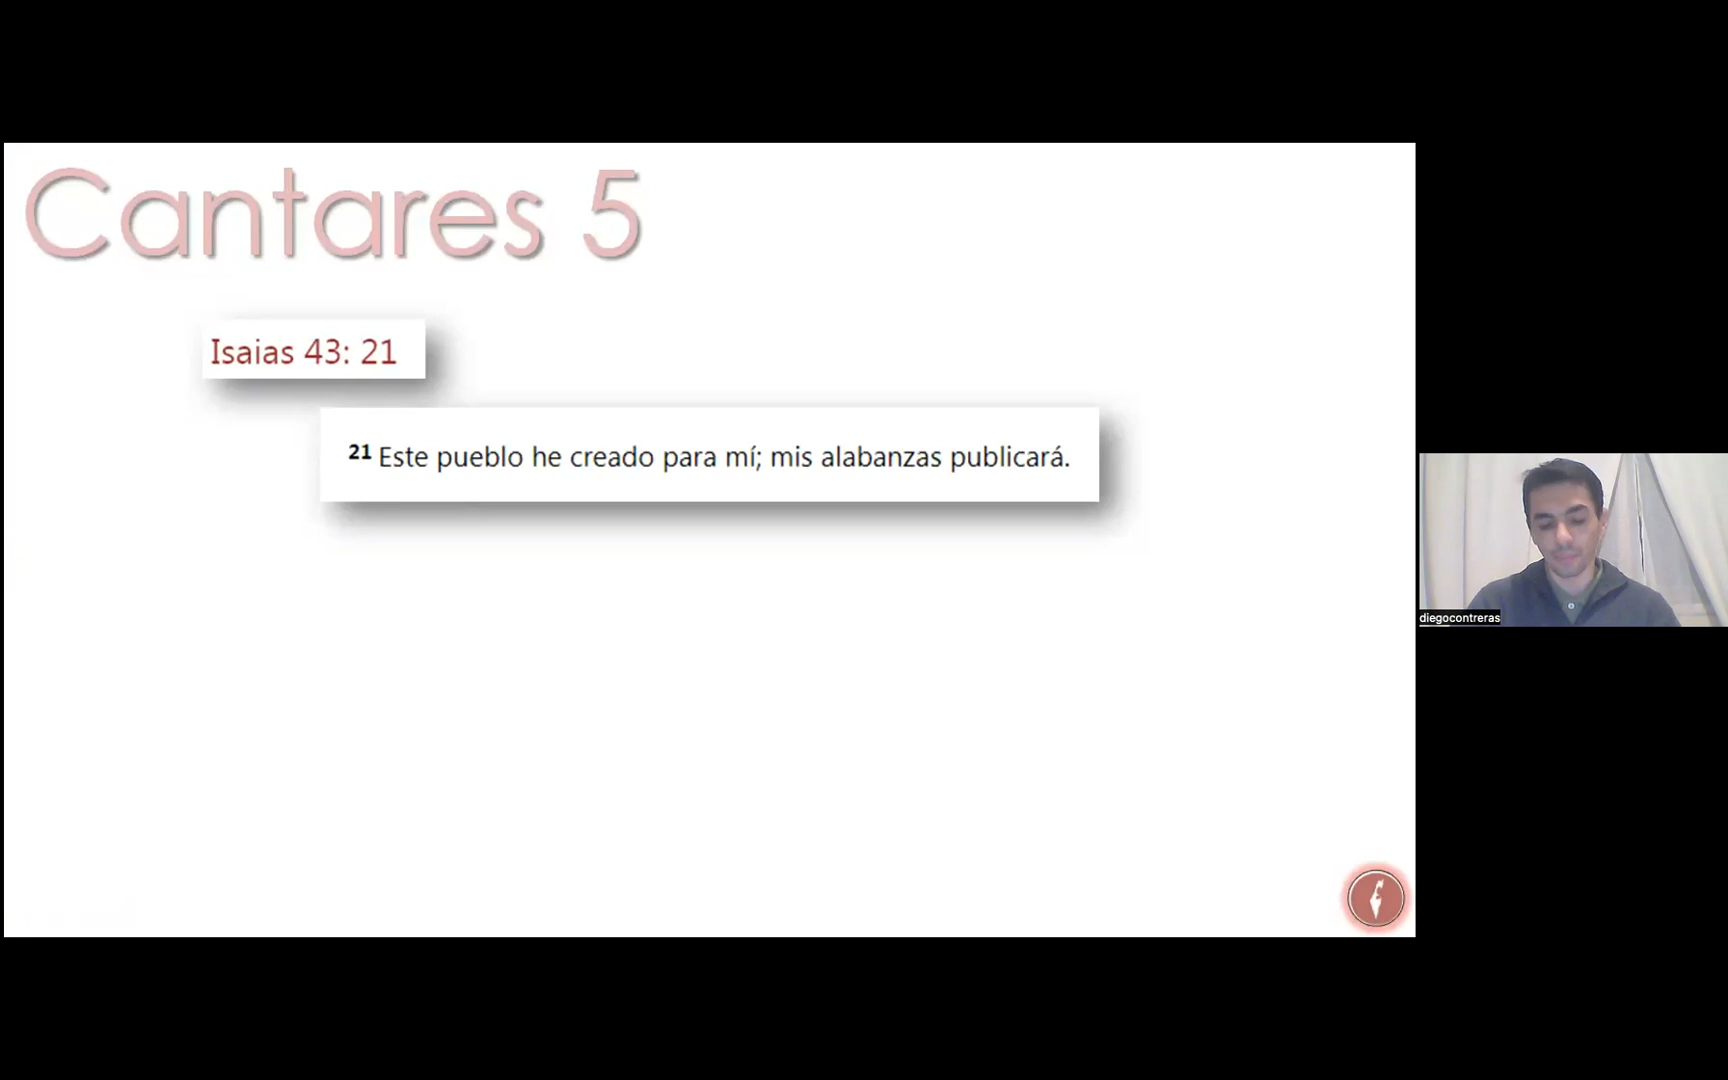 Cantares 5
Isaias 43: 21
21 Este pueblo he creado para mí; mis alabanzas publicará.
diegocontreras